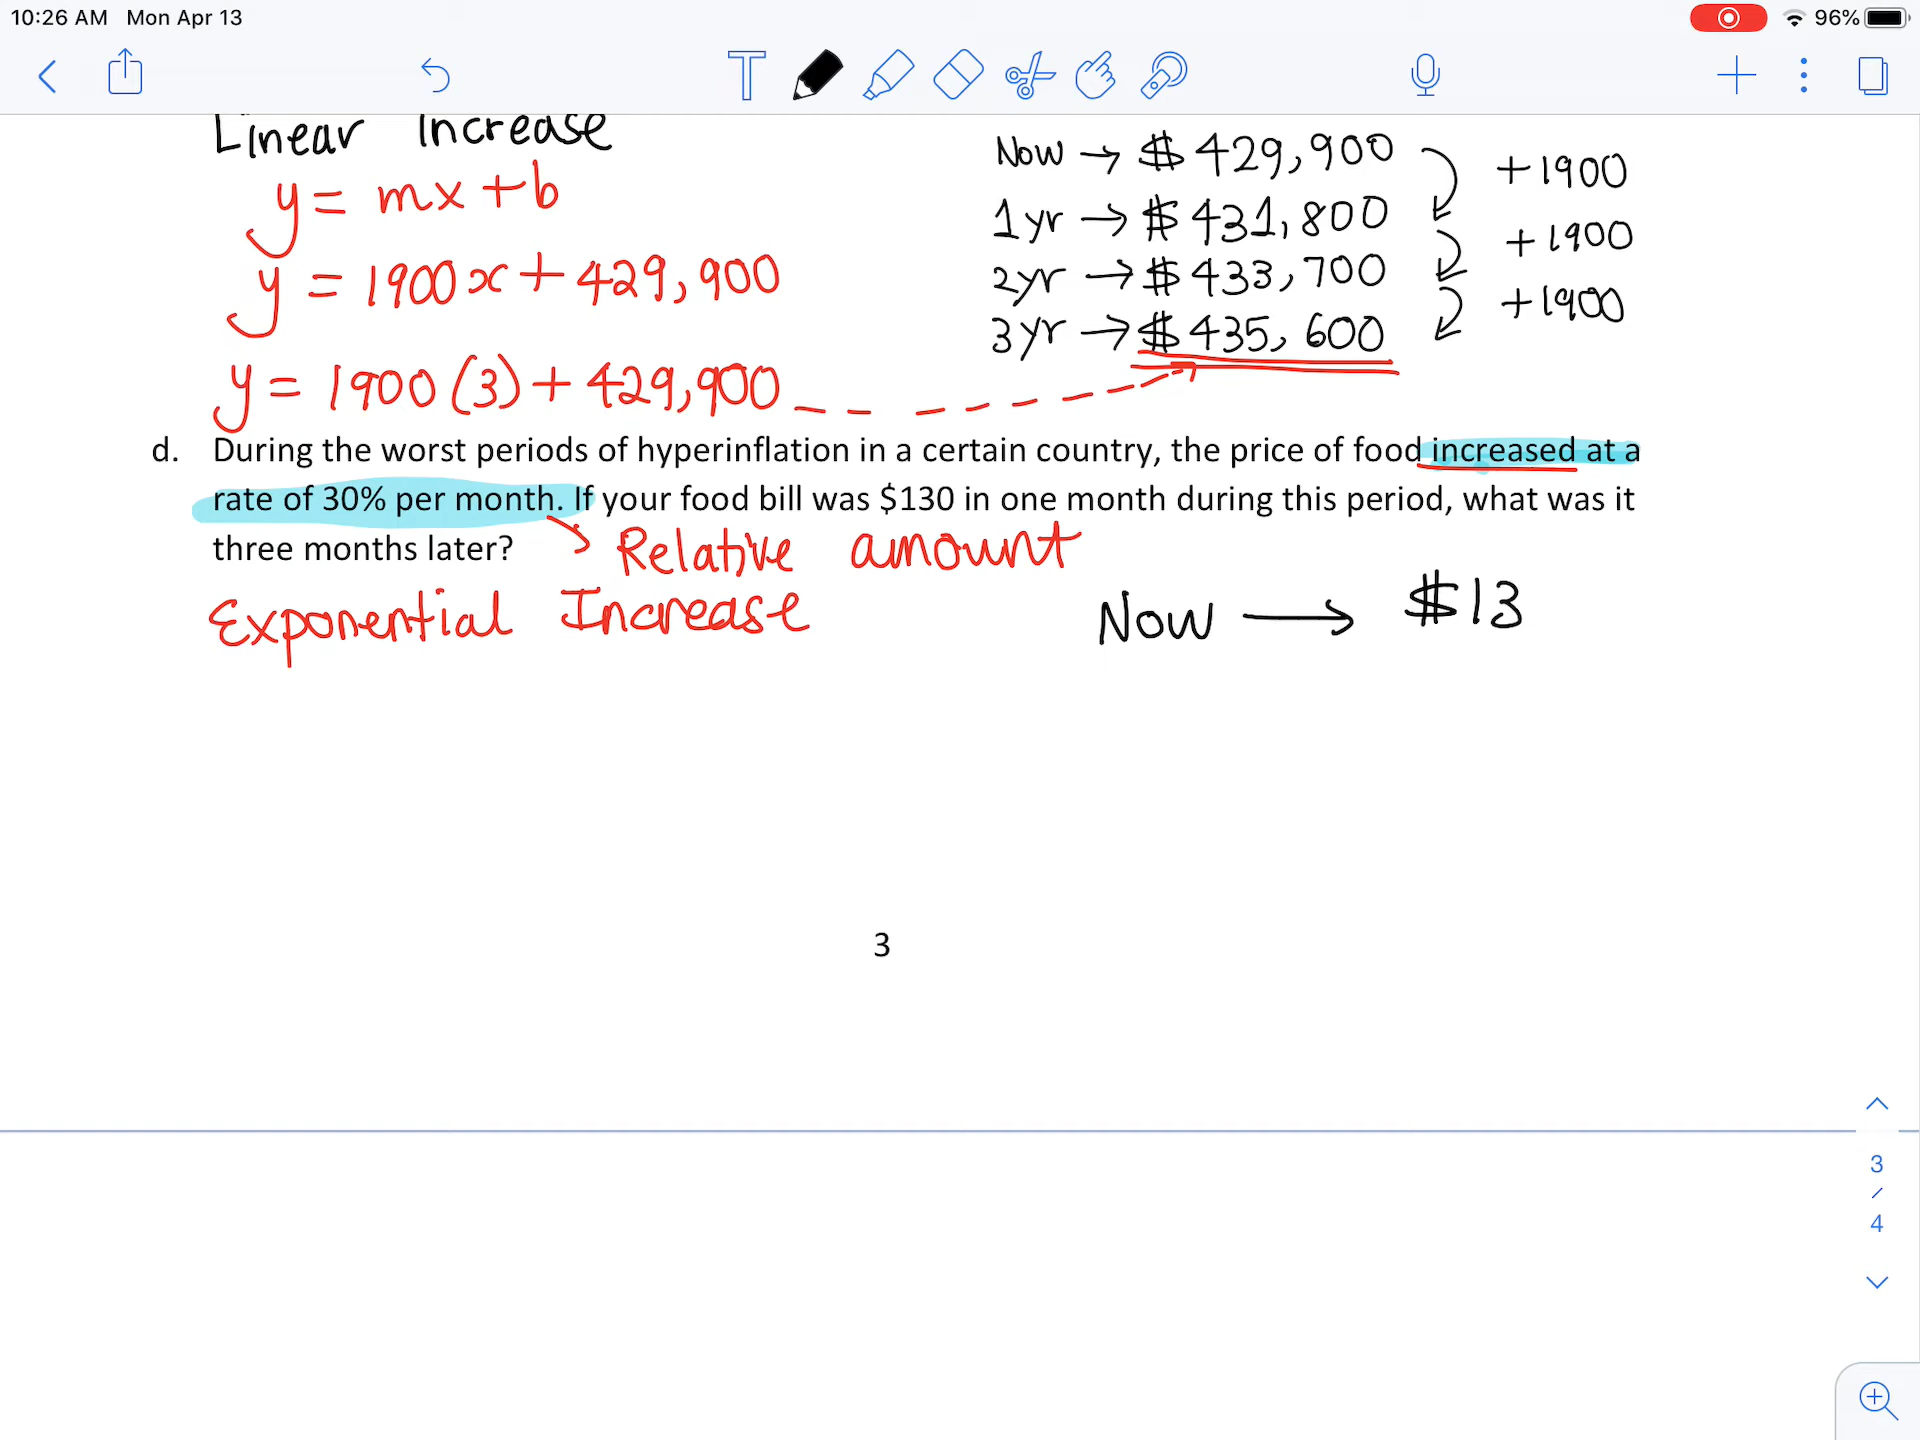 10:26 AM Mon Apr 13 96%
T
Linear Increase
y = mx + b
y = 1900x + 429,900
y = 1900(3) + 429,900
Now → $429,900 +1900
1yr → $431,800 +1900
2yr → $433,700 +1900
3yr → $435,600
d. During the worst periods of hyperinflation in a certain country, the price of food increased at a
rate of 30% per month. If your food bill was $130 in one month during this period, what was it
three months later?
Relative amount
Exponential Increase
Now → $13
3
3
/
4